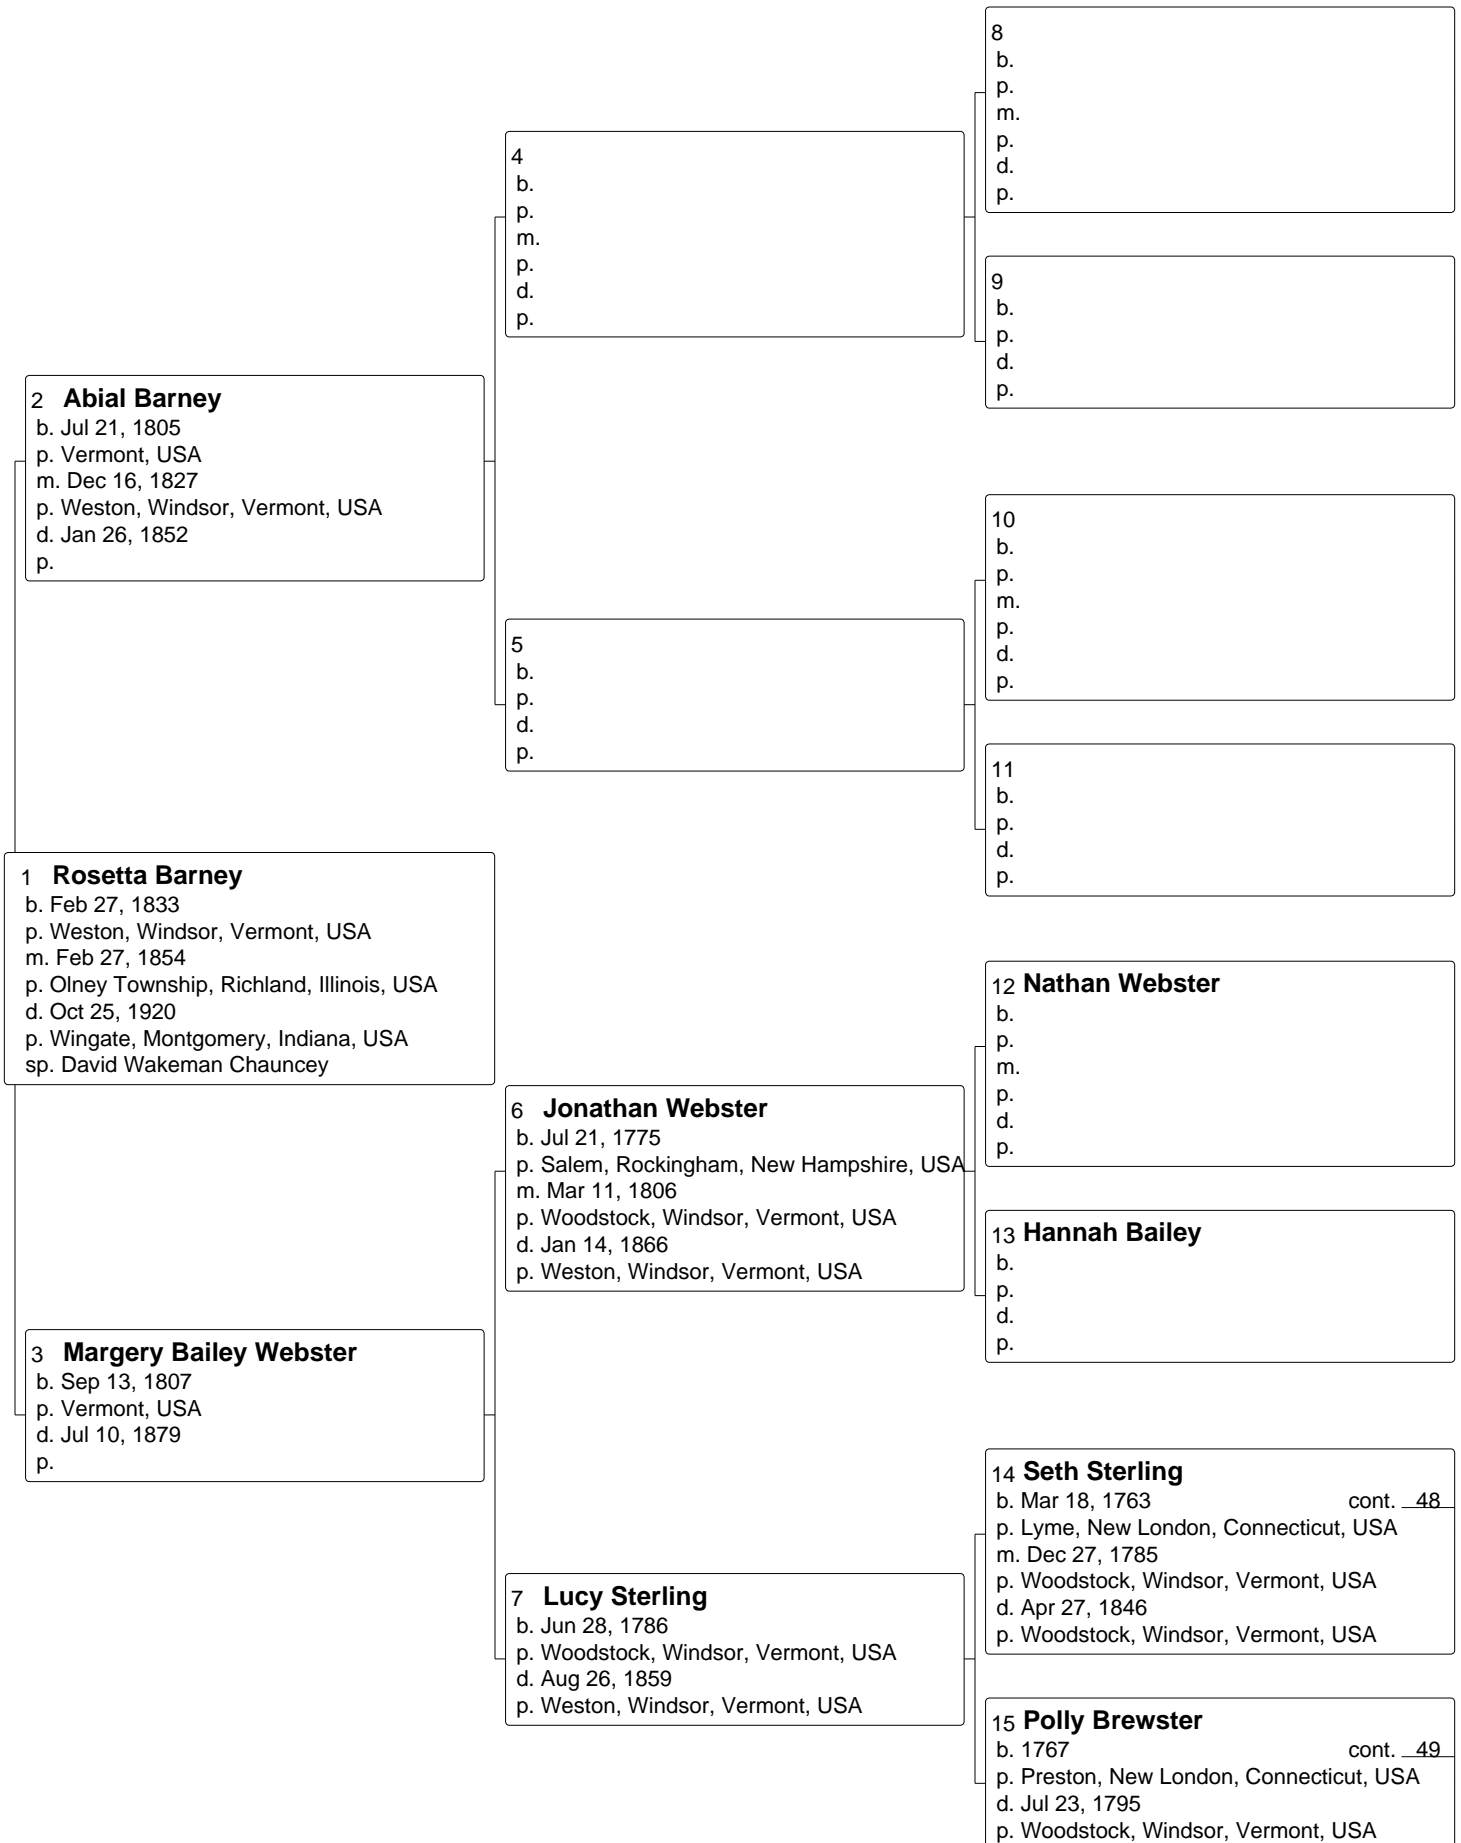 8
b.
p.
m.
p.
d.
p.
4
b.
p.
m.
p.
d.
p.
9
b.
p.
d.
p.
2 Abial Barney
b. Jul 21, 1805
p. Vermont, USA
m. Dec 16, 1827
p. Weston, Windsor, Vermont, USA
d. Jan 26, 1852
p.
10
b.
p.
m.
p.
d.
p.
5
b.
p.
d.
p.
11
b.
p.
d.
p.
1 Rosetta Barney
b. Feb 27, 1833
p. Weston, Windsor, Vermont, USA
m. Feb 27, 1854
p. Olney Township, Richland, Illinois, USA
d. Oct 25, 1920
p. Wingate, Montgomery, Indiana, USA
sp. David Wakeman Chauncey
12 Nathan Webster
b.
p.
m.
p.
d.
p.
6 Jonathan Webster
b. Jul 21, 1775
p. Salem, Rockingham, New Hampshire, USA
m. Mar 11, 1806
p. Woodstock, Windsor, Vermont, USA
d. Jan 14, 1866
p. Weston, Windsor, Vermont, USA
13 Hannah Bailey
b.
p.
d.
p.
3 Margery Bailey Webster
b. Sep 13, 1807
p. Vermont, USA
d. Jul 10, 1879
p.
14 Seth Sterling
b. Mar 18, 1763 cont. 48
p. Lyme, New London, Connecticut, USA
m. Dec 27, 1785
p. Woodstock, Windsor, Vermont, USA
d. Apr 27, 1846
p. Woodstock, Windsor, Vermont, USA
7 Lucy Sterling
b. Jun 28, 1786
p. Woodstock, Windsor, Vermont, USA
d. Aug 26, 1859
p. Weston, Windsor, Vermont, USA
15 Polly Brewster
b. 1767 cont. 49
p. Preston, New London, Connecticut, USA
d. Jul 23, 1795
p. Woodstock, Windsor, Vermont, USA